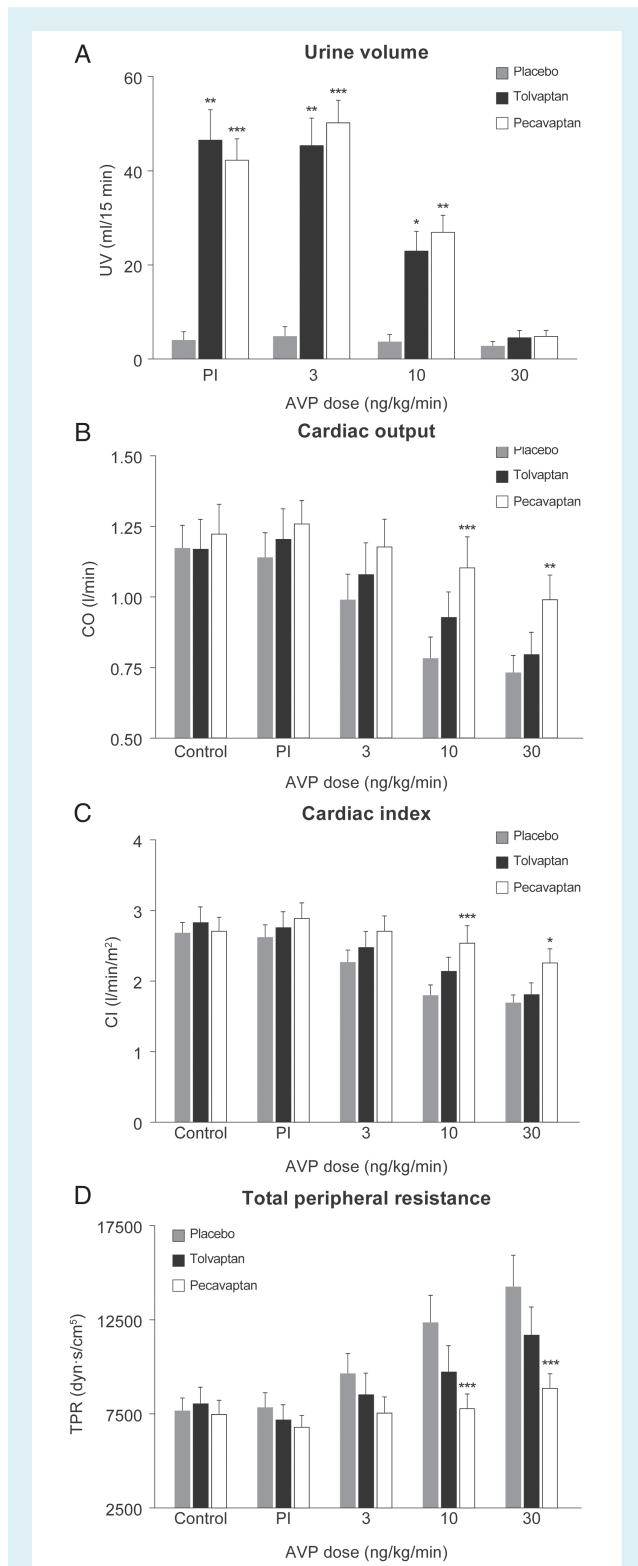 A
Urine volume
Placebo
Tolvaptan
Pecavaptan
UV (ml/15 min)
60
40
20
0
**
***
**
***
*
**
PI
3
10
30
AVP dose (ng/kg/min)
B
Cardiac output
Placebo
Tolvaptan
Pecavaptan
CO (l/min)
1.50
1.25
1.00
0.75
0.50
***
**
Control
PI
3
10
30
AVP dose (ng/kg/min)
C
Cardiac index
Placebo
Tolvaptan
Pecavaptan
CI (l/min/m²)
4
3
2
1
0
***
*
Control
PI
3
10
30
AVP dose (ng/kg/min)
D
Total peripheral resistance
Placebo
Tolvaptan
Pecavaptan
TPR (dyn·s/cm⁵)
17500
12500
7500
2500
***
***
Control
PI
3
10
30
AVP dose (ng/kg/min)